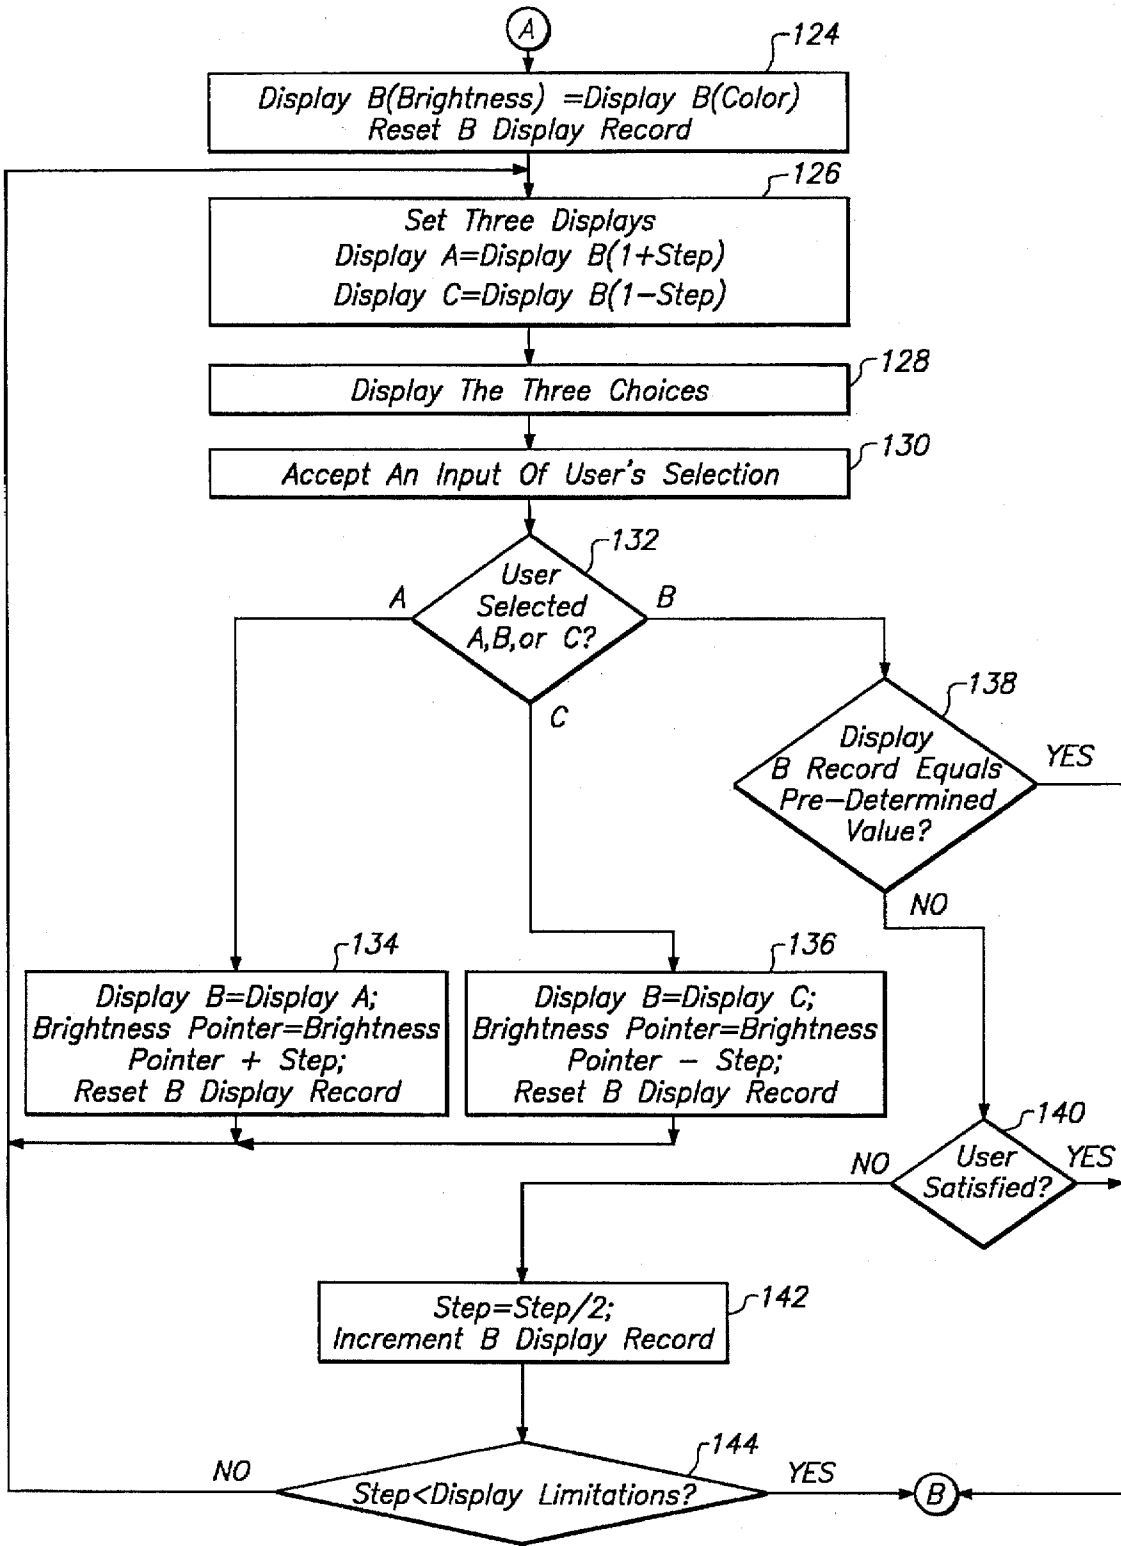 A
124
Display B(Brightness) =Display B(Color)
Reset B Display Record
126
Set Three Displays
Display A=Display B(1+Step)
Display C=Display B(1−Step)
128
Display The Three Choices
130
Accept An Input Of User's Selection
132
User
Selected
A,B,or C?
A
B
C
138
Display
B Record Equals
Pre−Determined
Value?
YES
NO
134
Display B=Display A;
Brightness Pointer=Brightness
Pointer + Step;
Reset B Display Record
136
Display B=Display C;
Brightness Pointer=Brightness
Pointer − Step;
Reset B Display Record
140
User
Satisfied?
NO
YES
142
Step=Step/2;
Increment B Display Record
144
Step<Display Limitations?
NO
YES
B